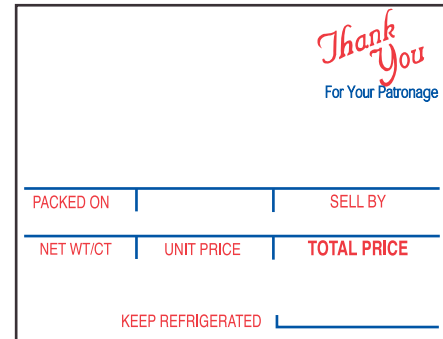 Thank
You
For Your Patronage
PACKED ON SELL BY
NET WT/CT UNIT PRICE TOTAL PRICE
KEEP REFRIGERATED